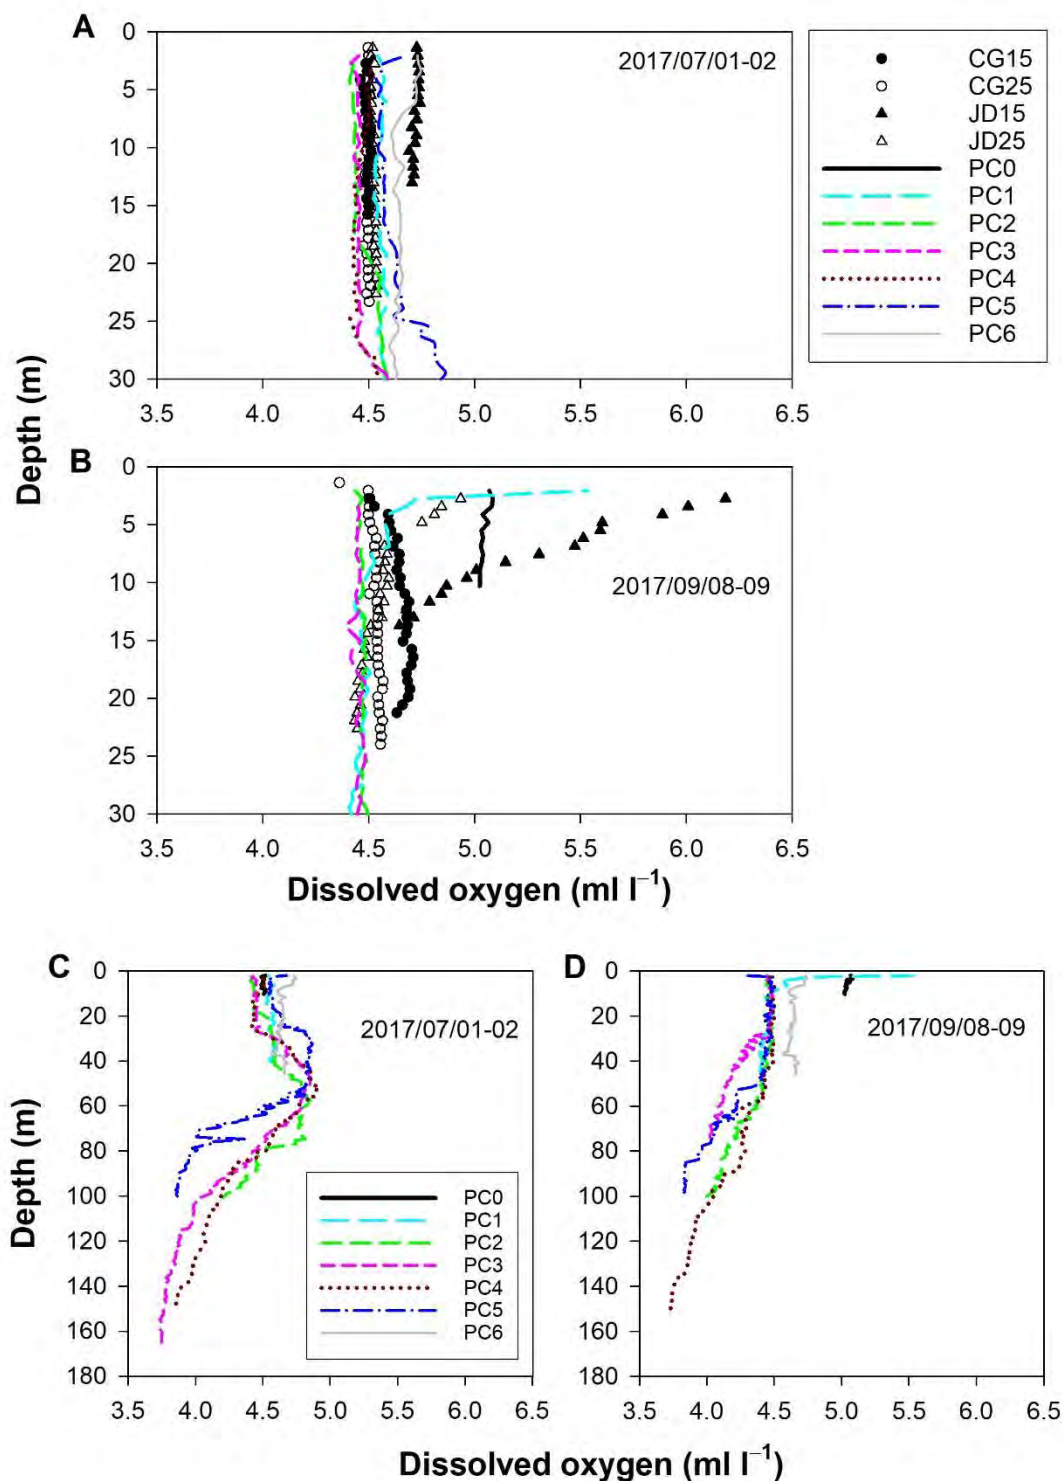 A
2017/07/01-02
0
5
10
15
20
25
30
3.5 4.0 4.5 5.0 5.5 6.0 6.5
CG15
CG25
JD15
JD25
PC0
PC1
PC2
PC3
PC4
PC5
PC6
Depth (m)
B
2017/09/08-09
0
5
10
15
20
25
30
3.5 4.0 4.5 5.0 5.5 6.0 6.5
Dissolved oxygen (ml l⁻¹)
C
2017/07/01-02
0
20
40
60
80
100
120
140
160
180
PC0
PC1
PC2
PC3
PC4
PC5
PC6
3.5 4.0 4.5 5.0 5.5 6.0 6.5
Depth (m)
D
2017/09/08-09
0
20
40
60
80
100
120
140
160
180
3.5 4.0 4.5 5.0 5.5 6.0 6.5
Dissolved oxygen (ml l⁻¹)